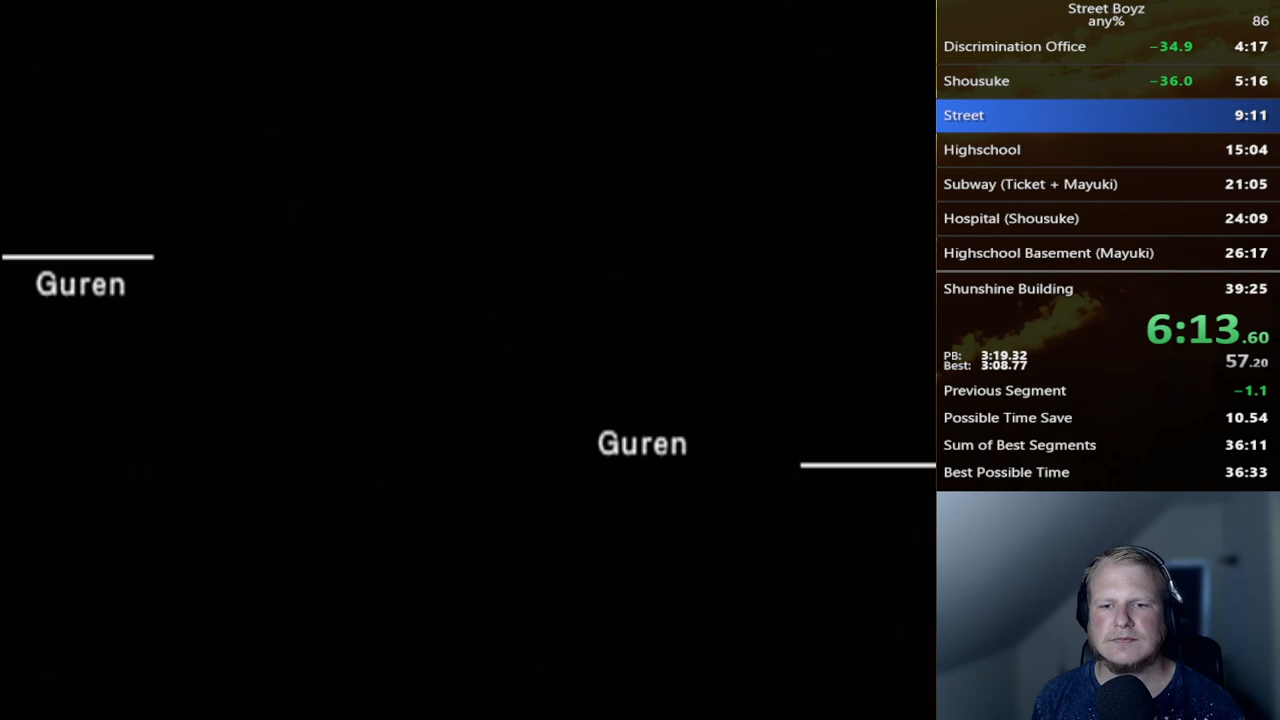 Street Boyz
any%
86
Discrimination Office −34.9 4:17
Shousuke −36.0 5:16
Street 9:11
Highschool 15:04
Subway (Ticket + Mayuki) 21:05
Hospital (Shousuke) 24:09
Highschool Basement (Mayuki) 26:17
Shunshine Building 39:25
6:13.60
PB: 3:19.32
Best: 3:08.77
57.20
Previous Segment −1.1
Possible Time Save 10.54
Sum of Best Segments 36:11
Best Possible Time 36:33
Guren
Guren